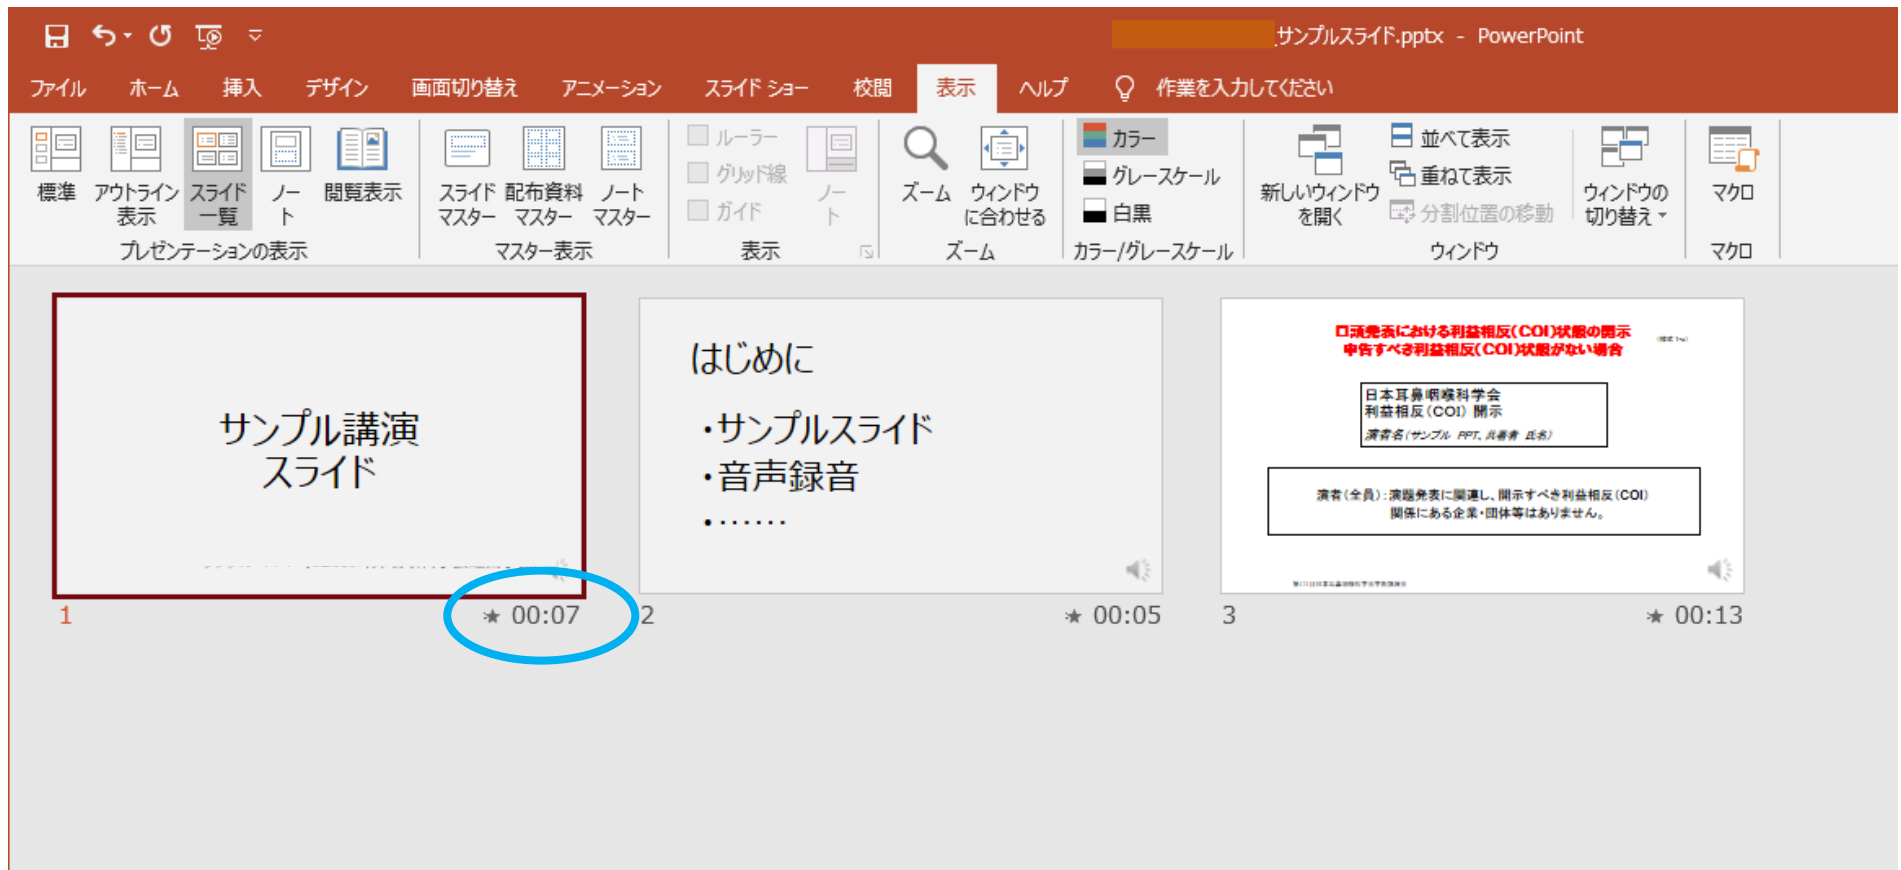 _サンプルスライド.pptx - PowerPoint
ファイル ホーム 挿入 デザイン 画面切り替え アニメーション スライド ショー 校閲 表示 ヘルプ 作業を入力してください
標準
アウトライン
表示
スライド
一覧
ノー
ト
閲覧表示
プレゼンテーションの表示
スライド
マスター
配布資料
マスター
ノート
マスター
マスター表示
ルーラー
グリッド線
ガイド
ノー
ト
表示
ズーム
ウィンドウ
に合わせる
ズーム
カラー
グレースケール
白黒
カラー/グレースケール
新しいウィンドウ
を開く
並べて表示
重ねて表示
分割位置の移動
ウィンドウの
切り替え
ウィンドウ
マクロ
マクロ
サンプル講演
スライド
1
00:07
はじめに
・サンプルスライド
・音声録音
・……
2
00:05
口頭発表における利益相反(COI)状態の開示
申告すべき利益相反(COI)状態がない場合
日本耳鼻咽喉科学会
利益相反(COI) 開示
演者名(サンプル PPT、共著者 氏名)
演者(全員):演題発表に関連し、開示すべき利益相反(COI)
関係にある企業・団体等はありません。
3
00:13